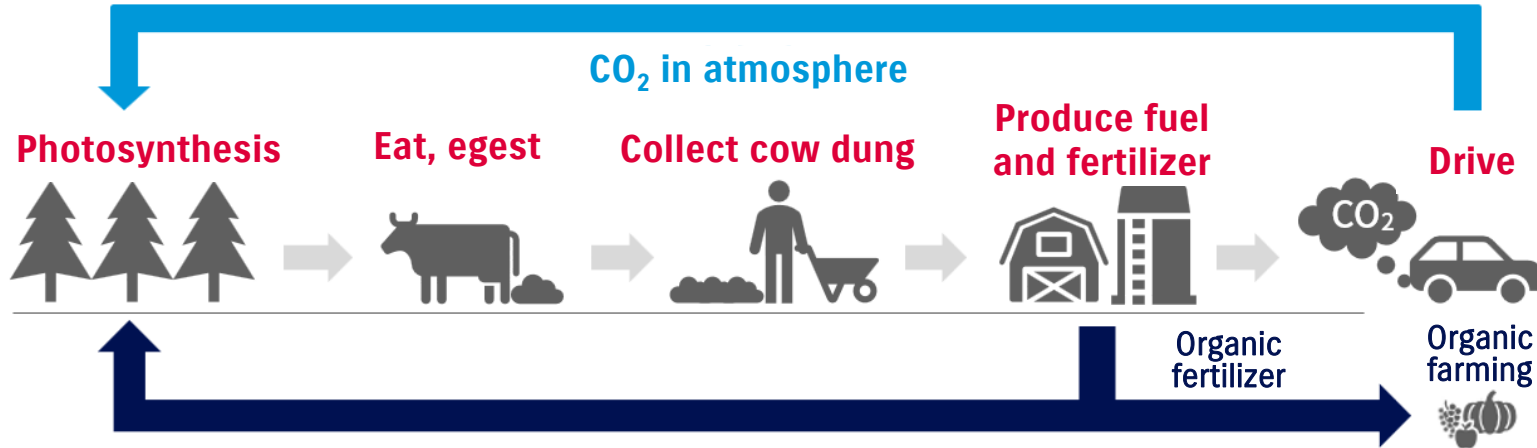 CO₂ in atmosphere
Photosynthesis
Eat, egest
Collect cow dung
Produce fuel
and fertilizer
Drive
CO₂
Organic
fertilizer
Organic
farming